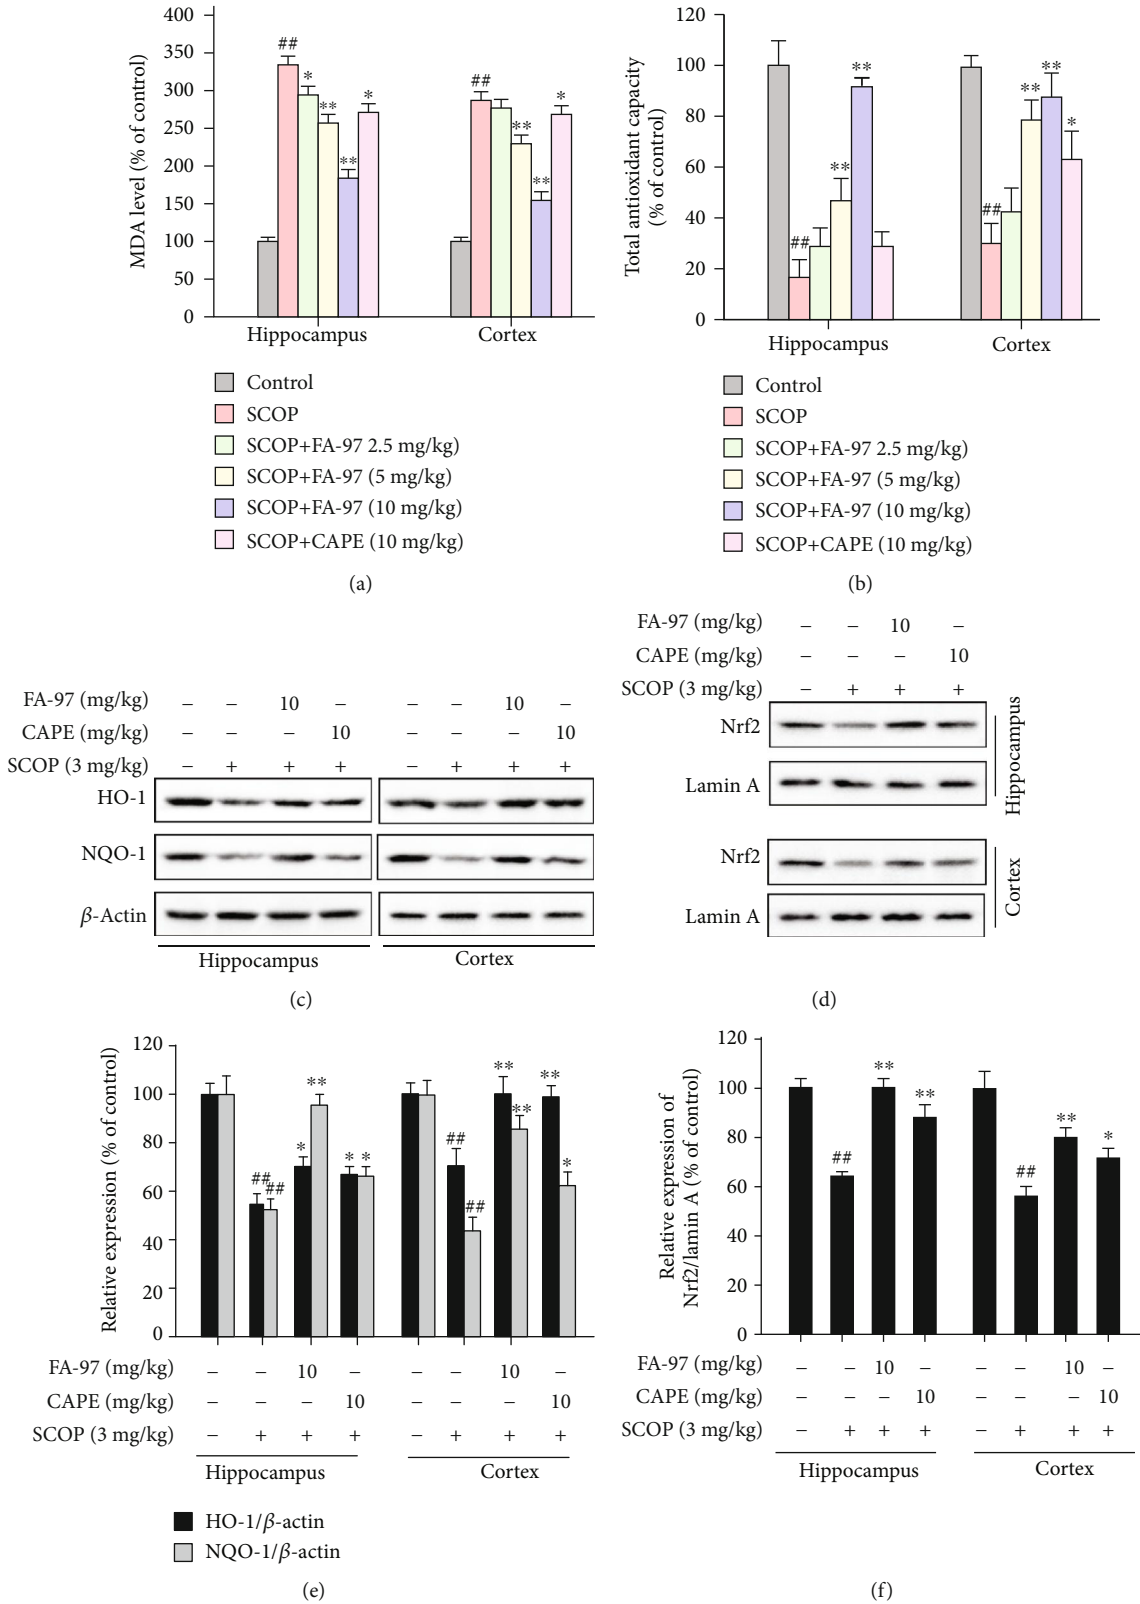 400
350
300
250
200
150
100
50
0
MDA level (% of control)
##
*
**
**
*
##
**
**
*
Hippocampus
Cortex
Control
SCOP
SCOP+FA-97 2.5 mg/kg)
SCOP+FA-97 (5 mg/kg)
SCOP+FA-97 (10 mg/kg)
SCOP+CAPE (10 mg/kg)
(a)
120
100
80
60
40
20
0
Total antioxidant capacity
(% of control)
##
**
**
##
**
**
*
Hippocampus
Cortex
Control
SCOP
SCOP+FA-97 2.5 mg/kg)
SCOP+FA-97 (5 mg/kg)
SCOP+FA-97 (10 mg/kg)
SCOP+CAPE (10 mg/kg)
(b)
FA-97 (mg/kg) – – 10 – – – 10 –
CAPE (mg/kg) – – – 10 – – – 10
SCOP (3 mg/kg) – + + + – + + +
HO-1
NQO-1
β-Actin
Hippocampus
Cortex
(c)
FA-97 (mg/kg) – – 10 –
CAPE (mg/kg) – – – 10
SCOP (3 mg/kg) – + + +
Nrf2
Lamin A
Hippocampus
Nrf2
Lamin A
Cortex
(d)
120
100
80
60
40
20
0
Relative expression (% of control)
##
##
*
**
*
*
##
##
**
**
**
*
FA-97 (mg/kg) – – 10 – – – 10 –
CAPE (mg/kg) – – – 10 – – – 10
SCOP (3 mg/kg) – + + + – + + +
Hippocampus
Cortex
HO-1/β-actin
NQO-1/β-actin
(e)
120
100
80
60
40
20
0
Relative expression of
Nrf2/lamin A (% of control)
##
**
**
##
**
*
FA-97 (mg/kg) – – 10 – – – 10 –
CAPE (mg/kg) – – – 10 – – – 10
SCOP (3 mg/kg) – + + + – + + +
Hippocampus
Cortex
(f)